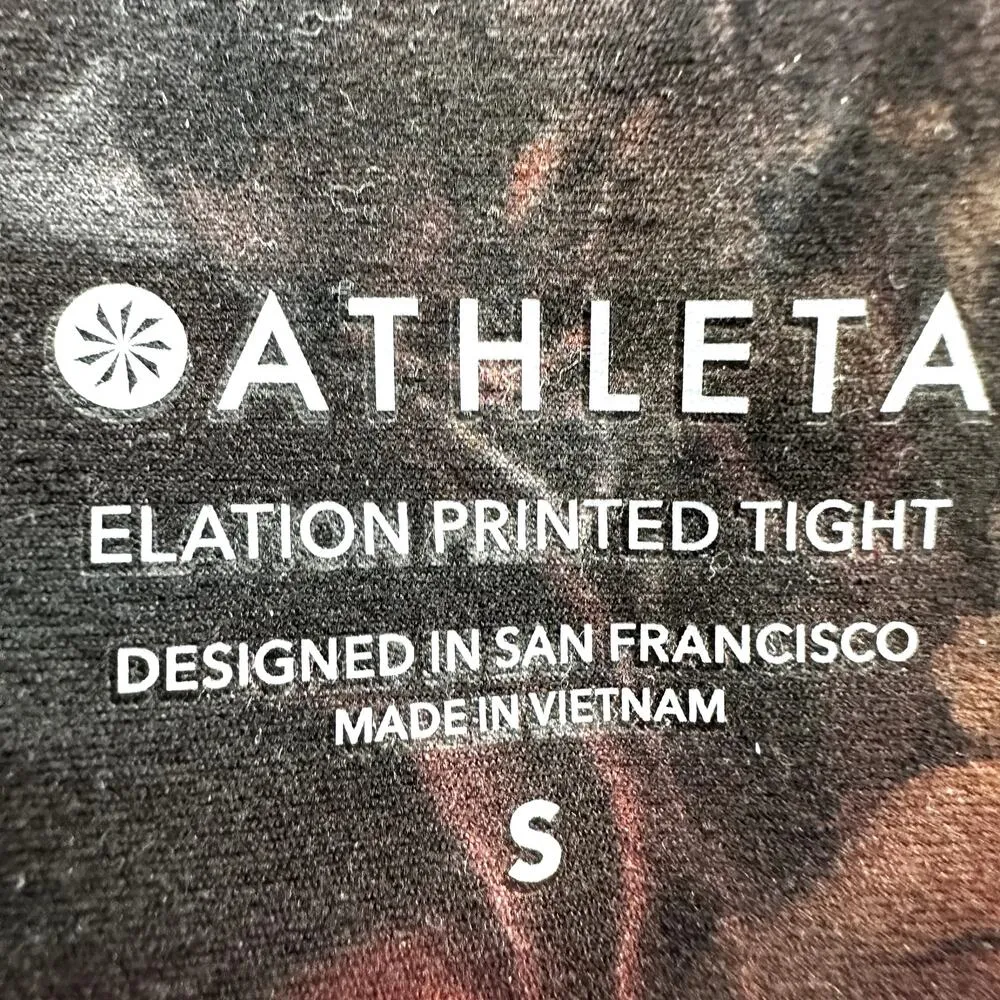 ATHLETA
ELATION PRINTED TIGHT
DESIGNED IN SAN FRANCISCO
MADE IN VIETNAM
S